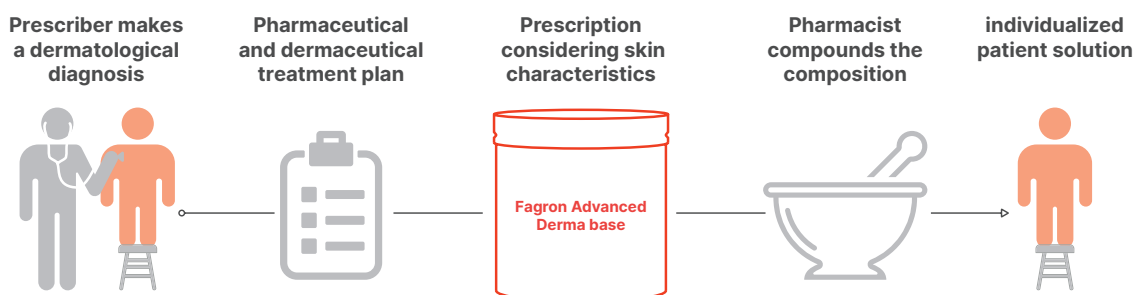 Prescriber makes
a dermatological
diagnosis
Pharmaceutical
and dermaceutical
treatment plan
Prescription
considering skin
characteristics
Pharmacist
compounds the
composition
individualized
patient solution
Fagron Advanced
Derma base